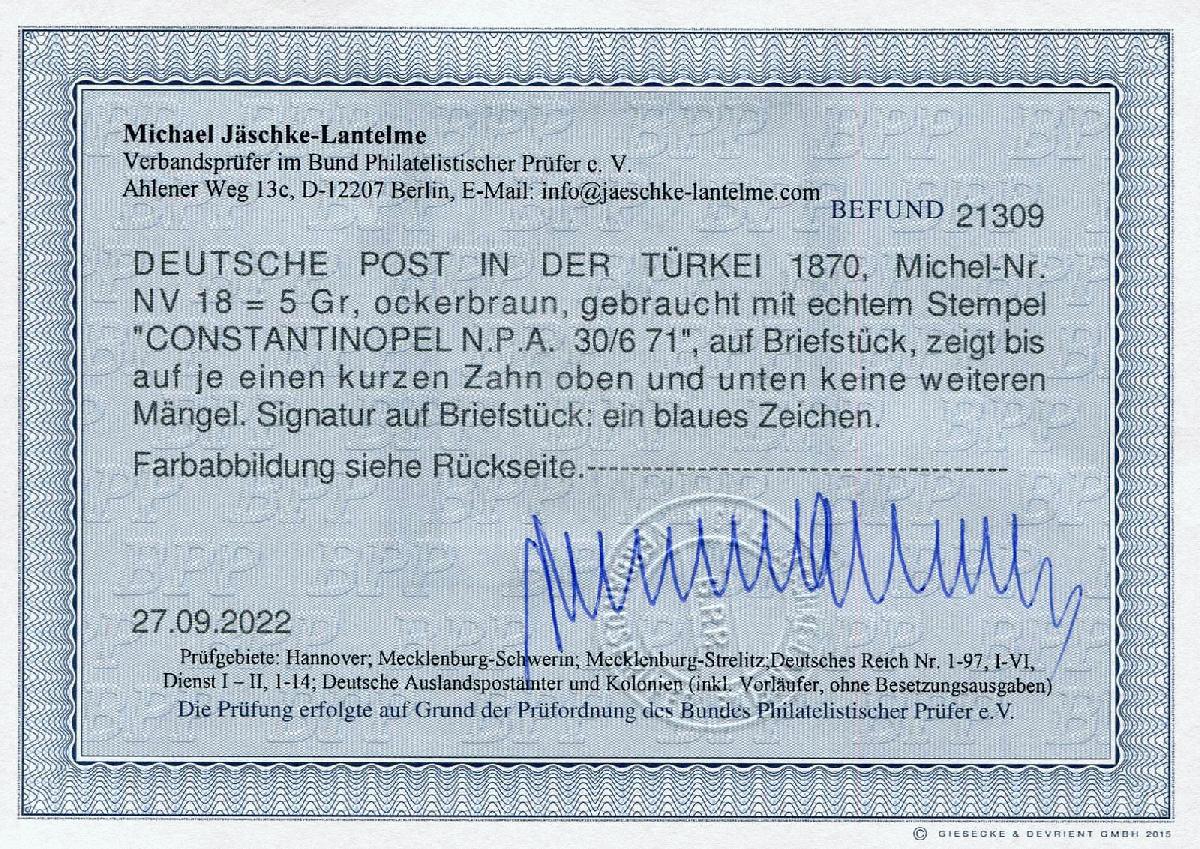 Michael Jäschke-Lantelme
Verbandsprüfer im Bund Philatelistischer Prüfer e. V.
Ahlener Weg 13c, D-12207 Berlin, E-Mail: info@jaeschke-lantelme.com
BEFUND 21309
DEUTSCHE POST IN DER TÜRKEI 1870, Michel-Nr.
NV 18 = 5 Gr, ockerbraun, gebraucht mit echtem Stempel
"CONSTANTINOPEL N.P.A. 30/6 71", auf Briefstück, zeigt bis
auf je einen kurzen Zahn oben und unten keine weiteren
Mängel. Signatur auf Briefstück: ein blaues Zeichen.
Farbabbildung siehe Rückseite.-------------------------------------
27.09.2022
Prüfgebiete: Hannover; Mecklenburg-Schwerin; Mecklenburg-Strelitz;Deutsches Reich Nr. 1-97, I-VI,
Dienst I – II, 1-14; Deutsche Auslandspostämter und Kolonien (inkl. Vorläufer, ohne Besetzungsausgaben)
Die Prüfung erfolgte auf Grund der Prüfordnung des Bundes Philatelistischer Prüfer e.V.
© GIESECKE & DEVRIENT GMBH 2015